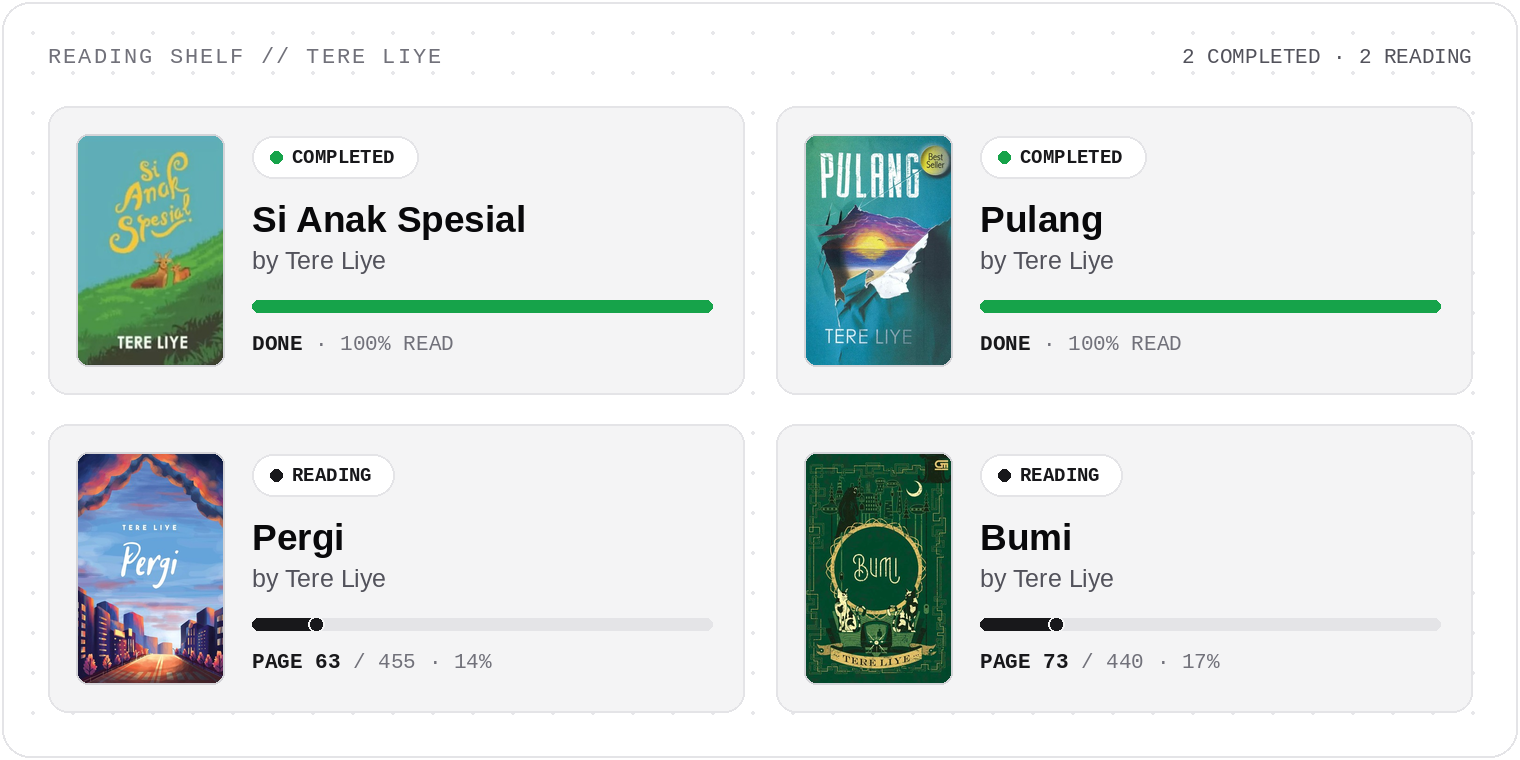 READING SHELF // TERE LIYE
2 COMPLETED · 2 READING
Si
Anak
Spesial
TERE LIYE
COMPLETED
Si Anak Spesial
by Tere Liye
DONE · 100% READ
PULANG
Best
Seller
TERE LIYE
COMPLETED
Pulang
by Tere Liye
DONE · 100% READ
TERE LIYE
Pergi
READING
Pergi
by Tere Liye
PAGE 63 / 455 · 14%
GM
BUMI
TERE LIYE
READING
Bumi
by Tere Liye
PAGE 73 / 440 · 17%